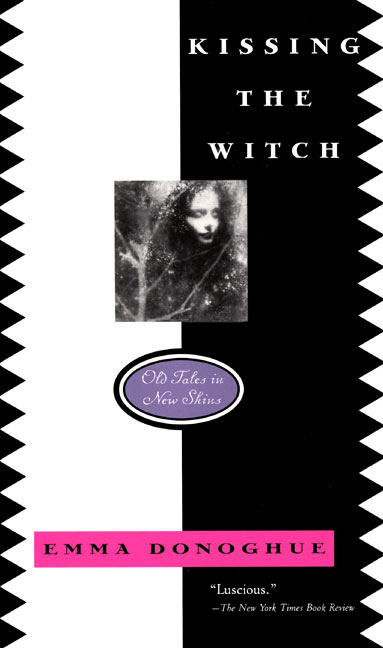 KISSING
THE
WITCH
Old Tales in
New Skins
EMMA DONOGHUE
“Luscious.”
—The New York Times Book Review